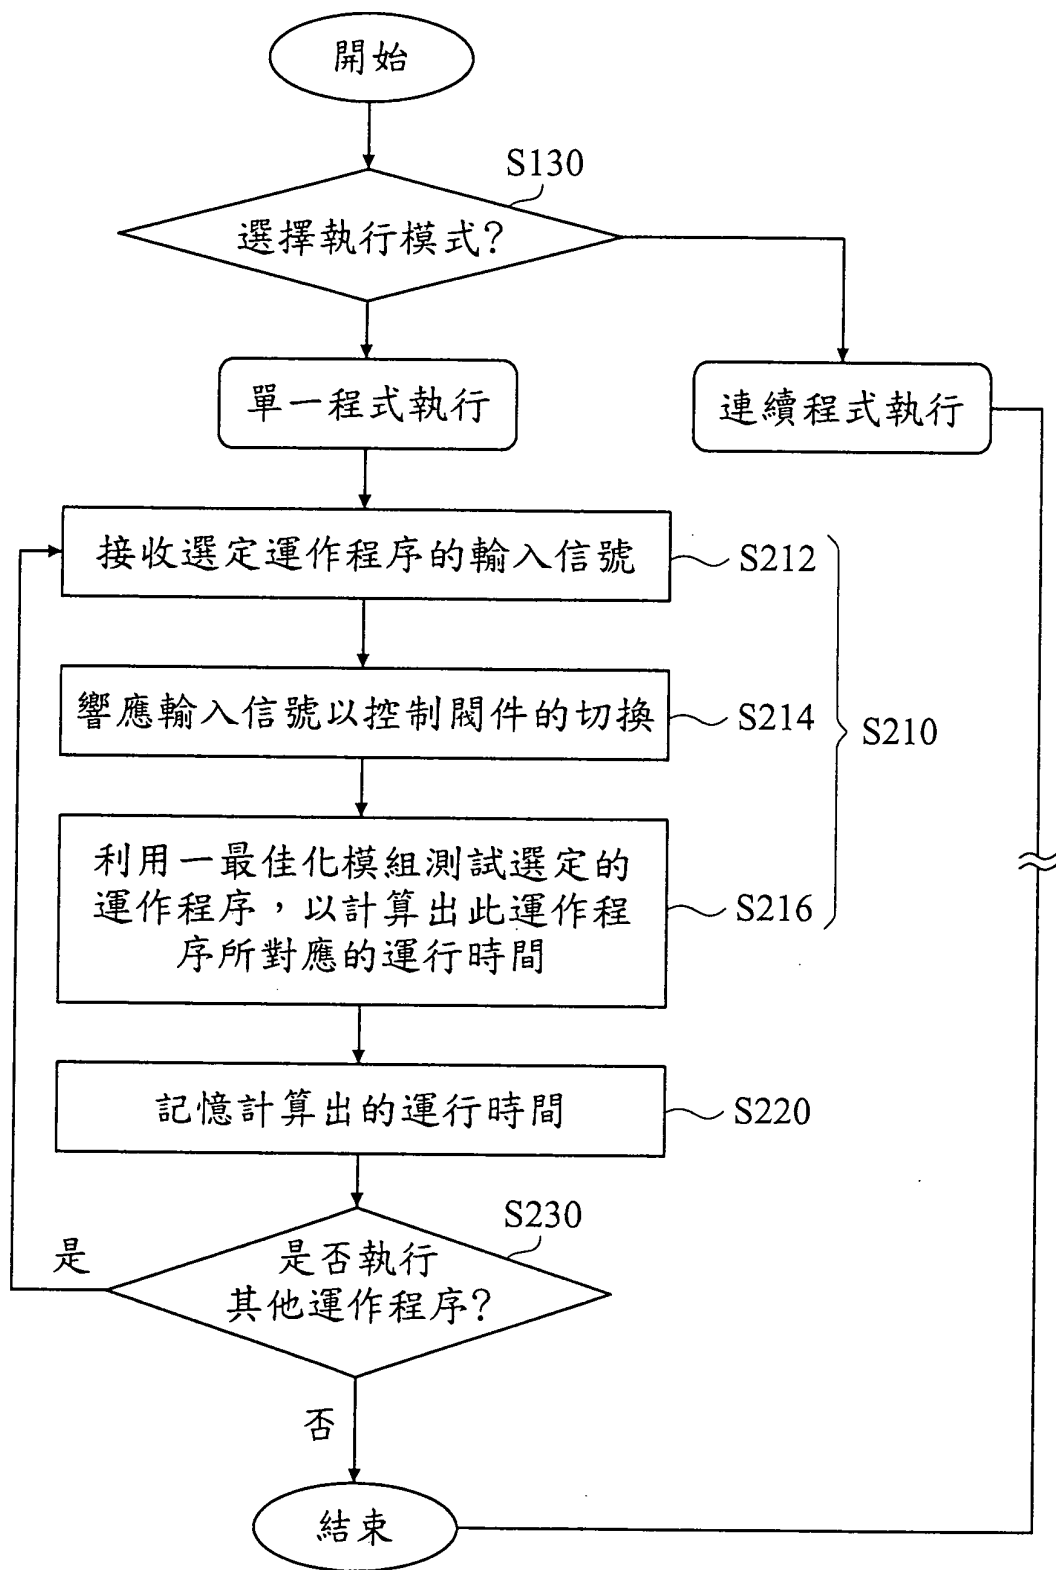 開始
S130
選擇執行模式?
單一程式執行
連續程式執行
接收選定運作程序的輸入信號
S212
響應輸入信號以控制閥件的切換
S214
S210
利用一最佳化模組測試選定的
運作程序，以計算出此運作程
序所對應的運行時間
S216
記憶計算出的運行時間
S220
S230
是否執行
其他運作程序?
是
否
結束